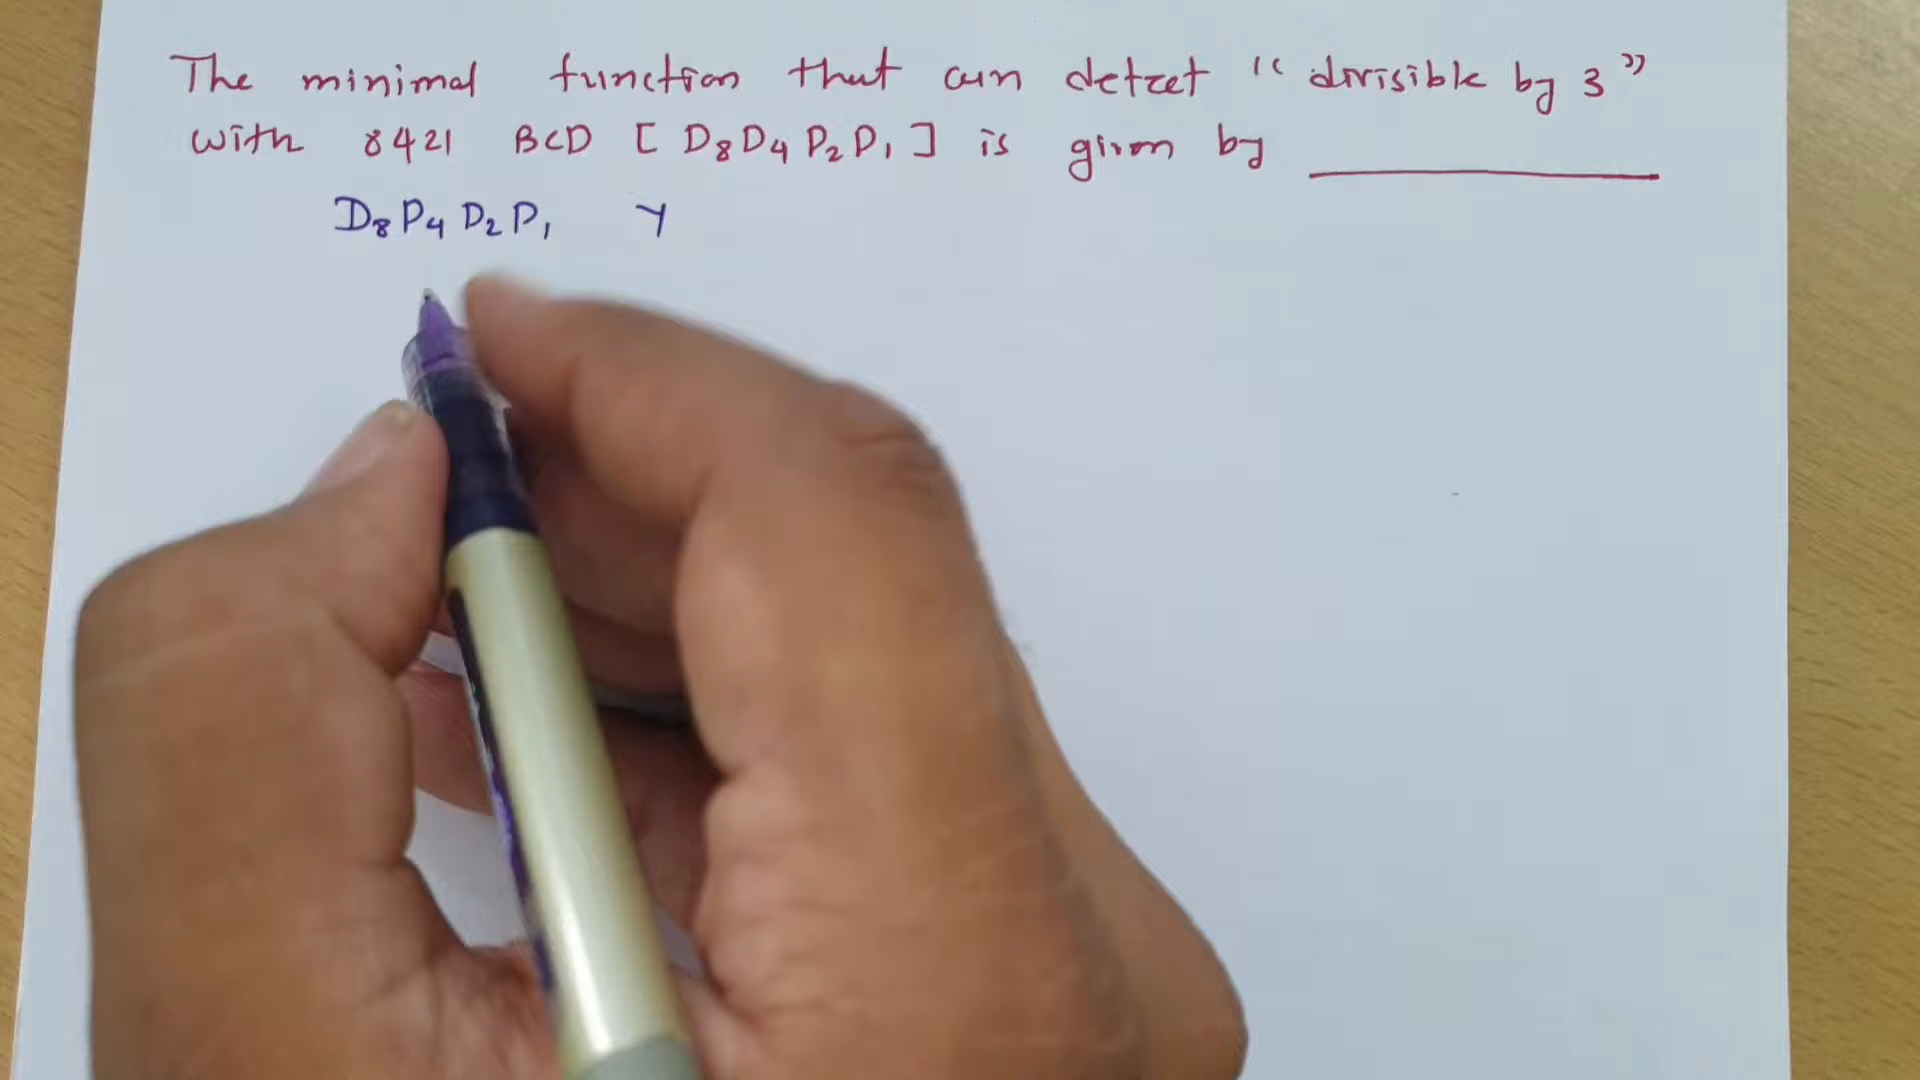 The minimal function that can detect "divisible by 3"
with 8421 BCD [ D₈D₄D₂D₁ ] is given by ________
D₈D₄D₂D₁ Y